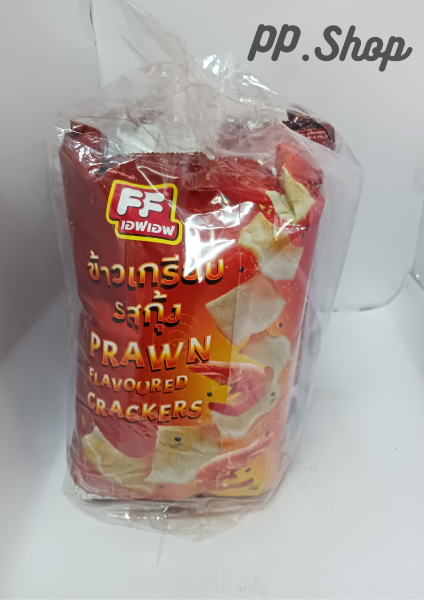 PP.Shop
FF
เอฟเอฟ
ข้าวเกรียบ
รสกุ้ง
PRAWN
FLAVOURED
CRACKERS